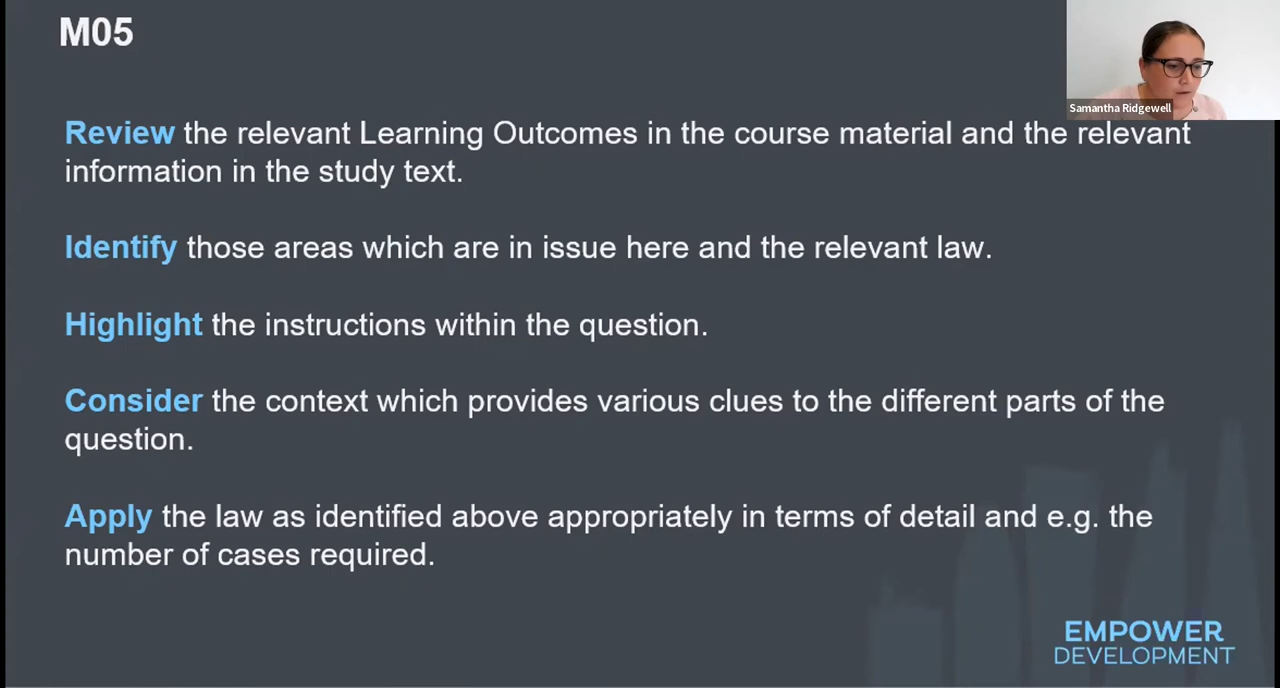 M05
Samantha Ridgewell
Review the relevant Learning Outcomes in the course material and the relevant
information in the study text.
Identify those areas which are in issue here and the relevant law.
Highlight the instructions within the question.
Consider the context which provides various clues to the different parts of the
question.
Apply the law as identified above appropriately in terms of detail and e.g. the
number of cases required.
EMPOWER
DEVELOPMENT